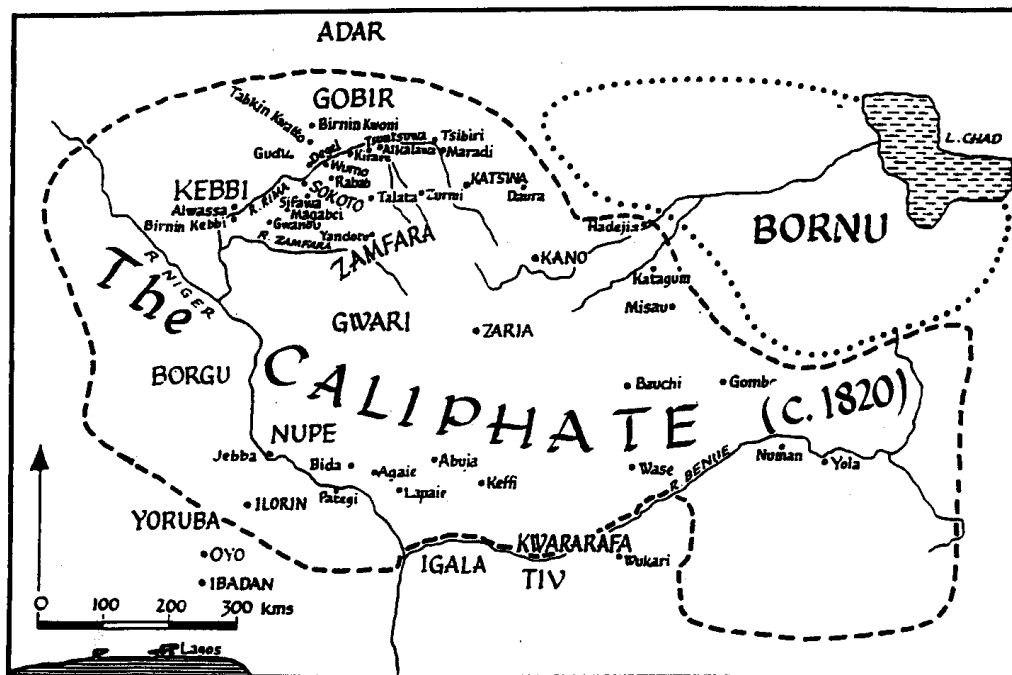 ADAR
GOBIR
Tabkin Kwatto
Birnin Kwoni
Tsuntsuwa
Tsibiri
Gudu
Degel
Kirare
Alkalawa
Maradi
Wurno
Rabah
KEBBI
R. RIMA
SOKOTO
KATSINA
Daura
Talata
Zurmi
Alwassa
Sifawa
Magabci
Birnin Kebbi
Gwandu
Yandoto
R. ZAMFARA
ZAMFARA
L. CHAD
BORNU
Hadejia
KANO
Katagum
Misau
R. NIGER
The
GWARI
ZARIA
BORGU
CALIPHATE
(C. 1820)
Bauchi
Gombe
NUPE
Jebba
Bida
Agaie
Abuja
Lapaie
Keffi
Pategi
Wase
R. BENUE
Numan
Yola
ILORIN
YORUBA
OYO
IBADAN
IGALA
KWARARAFA
TIV
Wukari
0 100 200 300 kms
Lagos